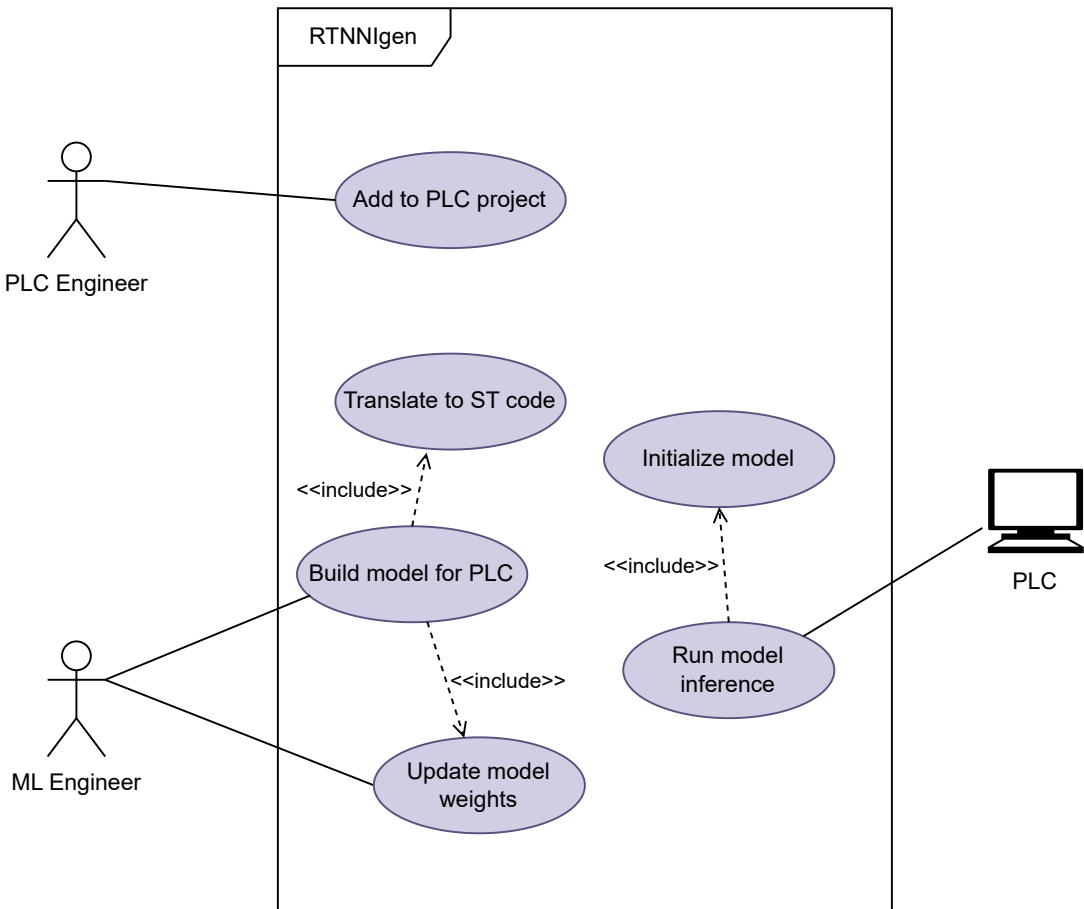 RTNNIgen
Add to PLC project
PLC Engineer
Translate to ST code
Initialize model
<<include>>
<<include>>
Build model for PLC
PLC
Run model
inference
<<include>>
ML Engineer
Update model
weights